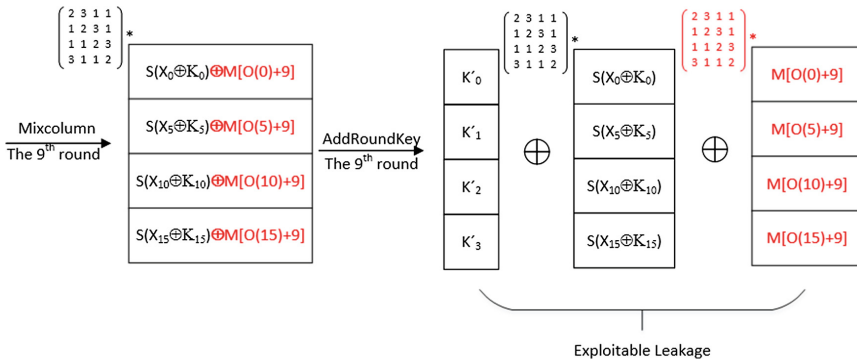 2 3 1 1
1 2 3 1
1 1 2 3
3 1 1 2
*
S(X₀⊕K₀)⊕M[O(0)+9]
S(X₅⊕K₅)⊕M[O(5)+9]
S(X₁₀⊕K₁₀)⊕M[O(10)+9]
S(X₁₅⊕K₁₅)⊕M[O(15)+9]
Mixcolumn
The 9ᵗʰ round
AddRoundKey
The 9ᵗʰ round
K′₀
K′₁
K′₂
K′₃
⊕
2 3 1 1
1 2 3 1
1 1 2 3
3 1 1 2
*
S(X₀⊕K₀)
S(X₅⊕K₅)
S(X₁₀⊕K₁₀)
S(X₁₅⊕K₁₅)
⊕
2 3 1 1
1 2 3 1
1 1 2 3
3 1 1 2
*
M[O(0)+9]
M[O(5)+9]
M[O(10)+9]
M[O(15)+9]
Exploitable Leakage